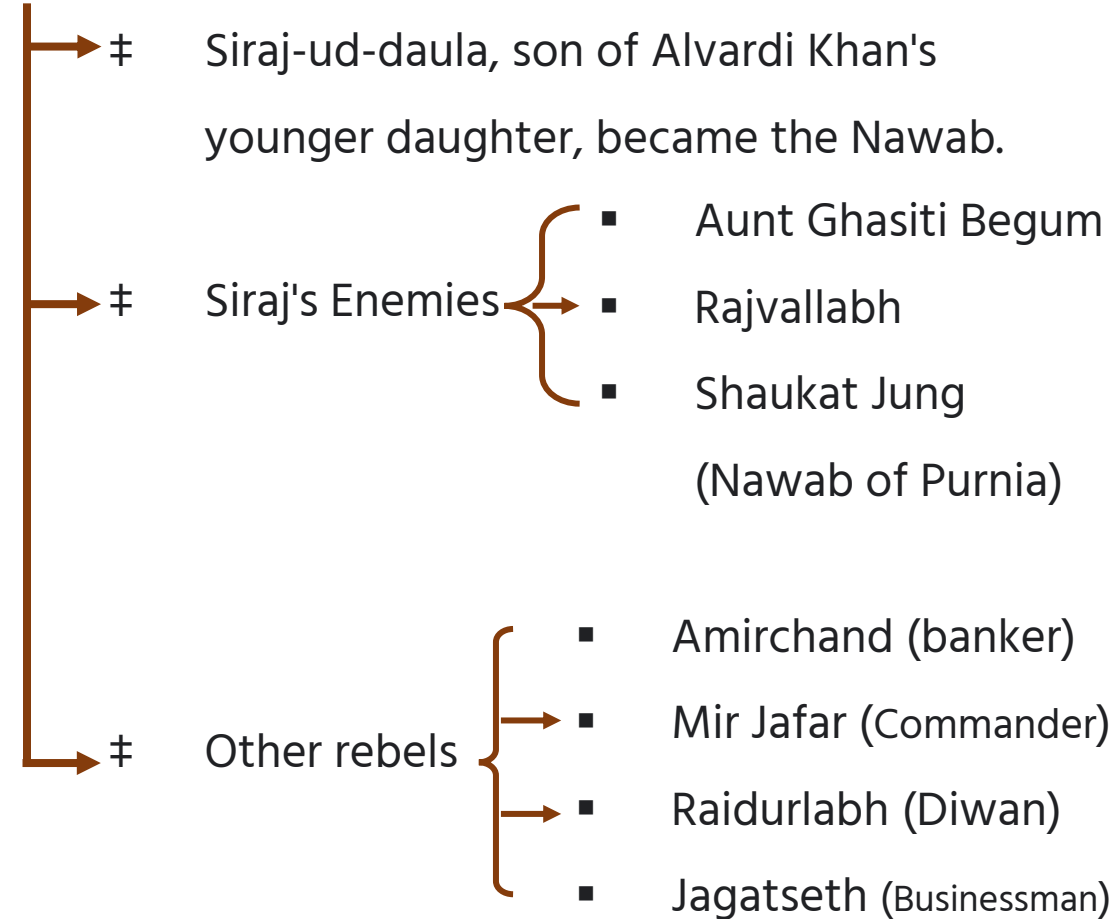 ‡ Siraj-ud-daula, son of Alvardi Khan's
younger daughter, became the Nawab.
‡ Siraj's Enemies
▪ Aunt Ghasiti Begum
▪ Rajvallabh
▪ Shaukat Jung
(Nawab of Purnia)
‡ Other rebels
▪ Amirchand (banker)
▪ Mir Jafar (Commander)
▪ Raidurlabh (Diwan)
▪ Jagatseth (Businessman)